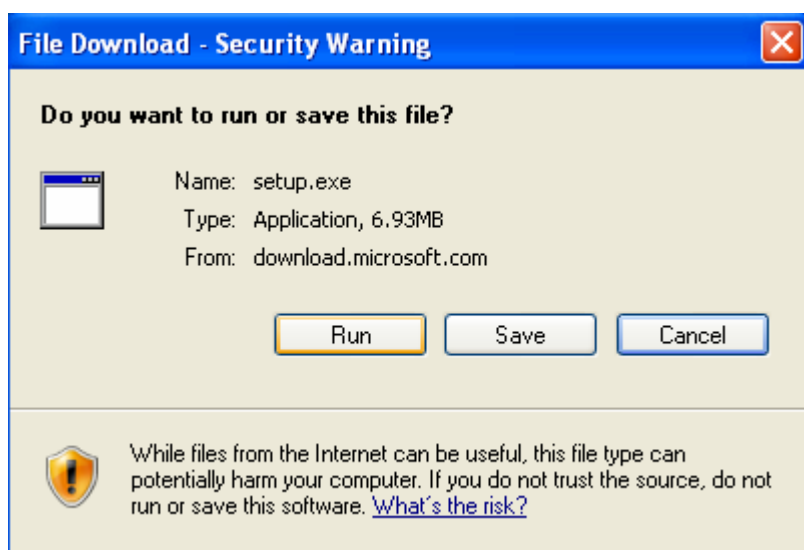 File Download - Security Warning
Do you want to run or save this file?
Name: setup.exe
Type: Application, 6.93MB
From: download.microsoft.com
Run Save Cancel
While files from the Internet can be useful, this file type can
potentially harm your computer. If you do not trust the source, do not
run or save this software. What's the risk?